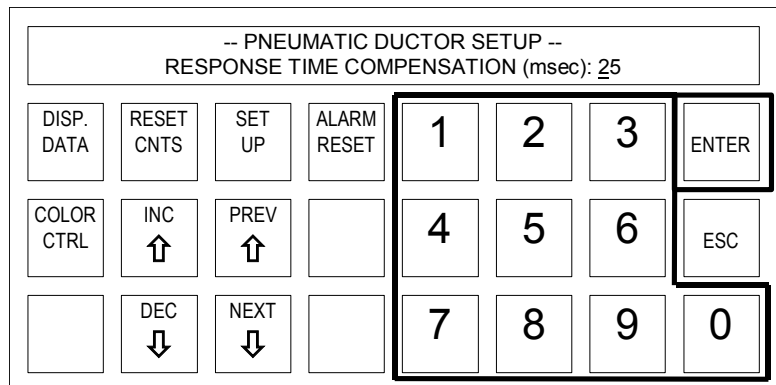 -- PNEUMATIC DUCTOR SETUP --
RESPONSE TIME COMPENSATION (msec): 25
DISP.
DATA
RESET
CNTS
SET
UP
ALARM
RESET
1
2
3
ENTER
COLOR
CTRL
INC
⇧
PREV
⇧
4
5
6
ESC
DEC
⇩
NEXT
⇩
7
8
9
0